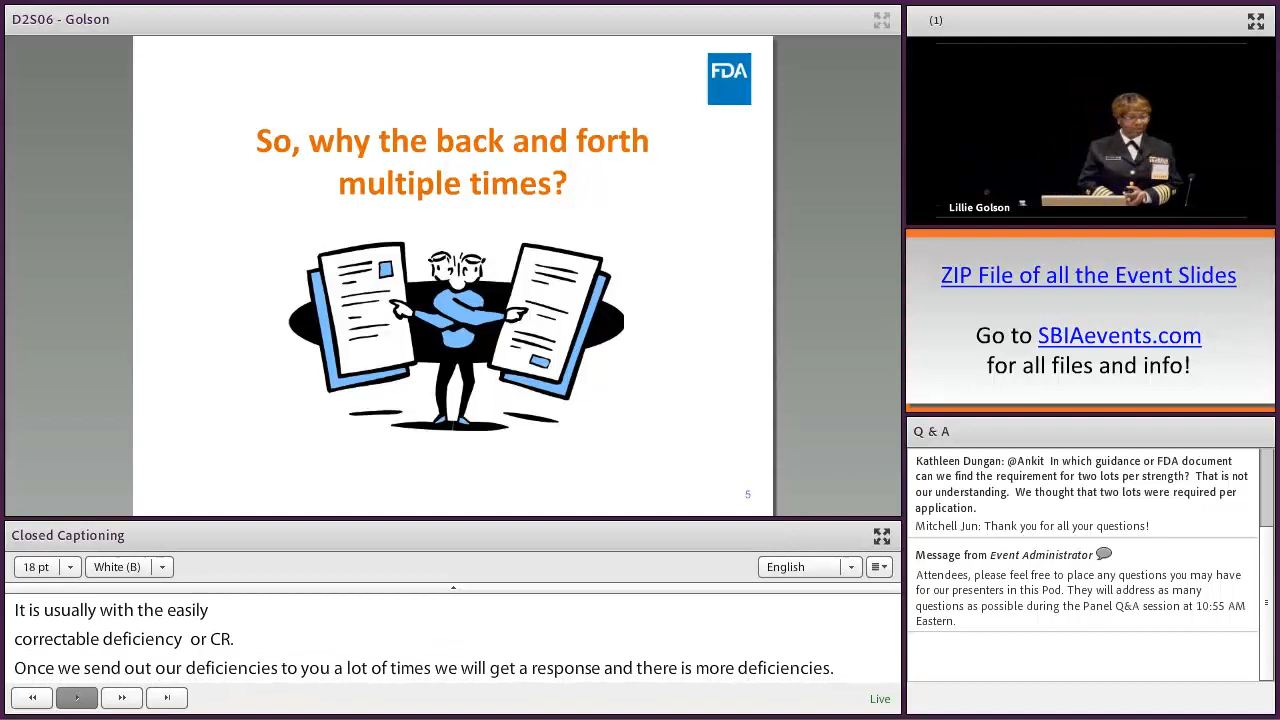 D2S06 - Golson
FDA
So, why the back and forth
multiple times?
5
Closed Captioning
18 pt
White (B)
English
It is usually with the easily
correctable deficiency or CR.
Once we send out our deficiencies to you a lot of times we will get a response and there is more deficiencies.
Live
(1)
Lillie Golson
ZIP File of all the Event Slides
Go to SBIAevents.com
for all files and info!
Q & A
Kathleen Dungan: @Ankit In which guidance or FDA document
can we find the requirement for two lots per strength? That is not
our understanding. We thought that two lots were required per
application.
Mitchell Jun: Thank you for all your questions!
Message from Event Administrator
Attendees, please feel free to place any questions you may have
for our presenters in this Pod. They will address as many
questions as possible during the Panel Q&A session at 10:55 AM
Eastern.